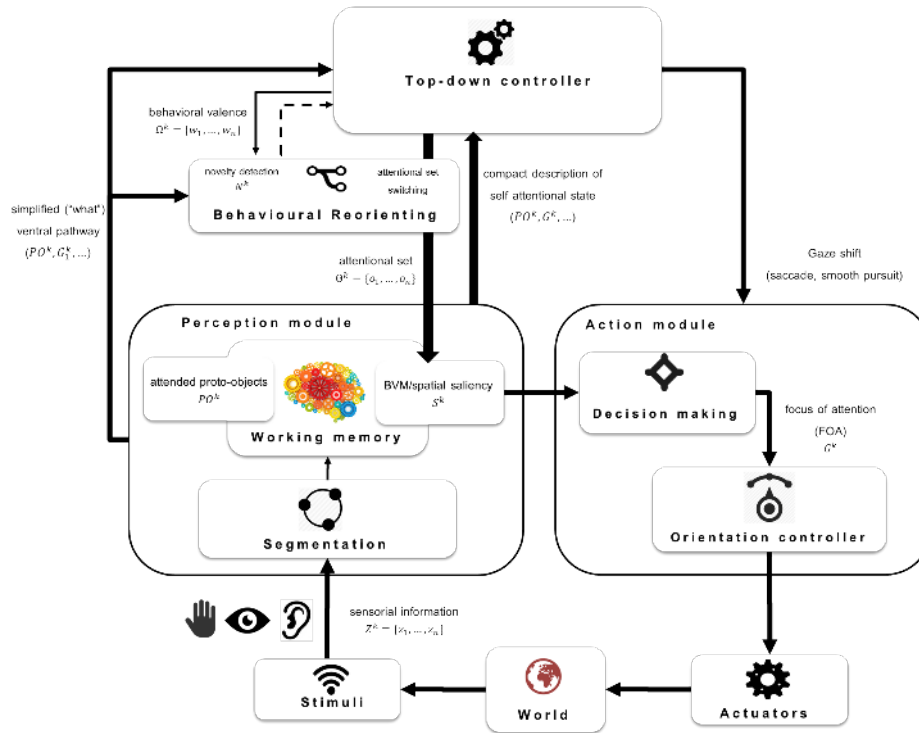 Top-down controller
behavioral valence
Ω^k = [w_1, ..., w_n]
novelty detection
N^k
attentional set
switching
Behavioural Reorienting
compact description of
self attentional state
(PO^k, G^k, ...)
simplified ("what")
ventral pathway
(PO^k, G_1^k, ...)
Gaze shift
(saccade, smooth pursuit)
attentional set
Θ^k = {o_1, ..., o_n}
Perception module
attended proto-objects
PO^k
BVM/spatial saliency
S^k
Working memory
Segmentation
Action module
Decision making
focus of attention
(FOA)
G^k
Orientation controller
sensorial information
Z^k = [z_1, ..., z_n]
Stimuli
World
Actuators